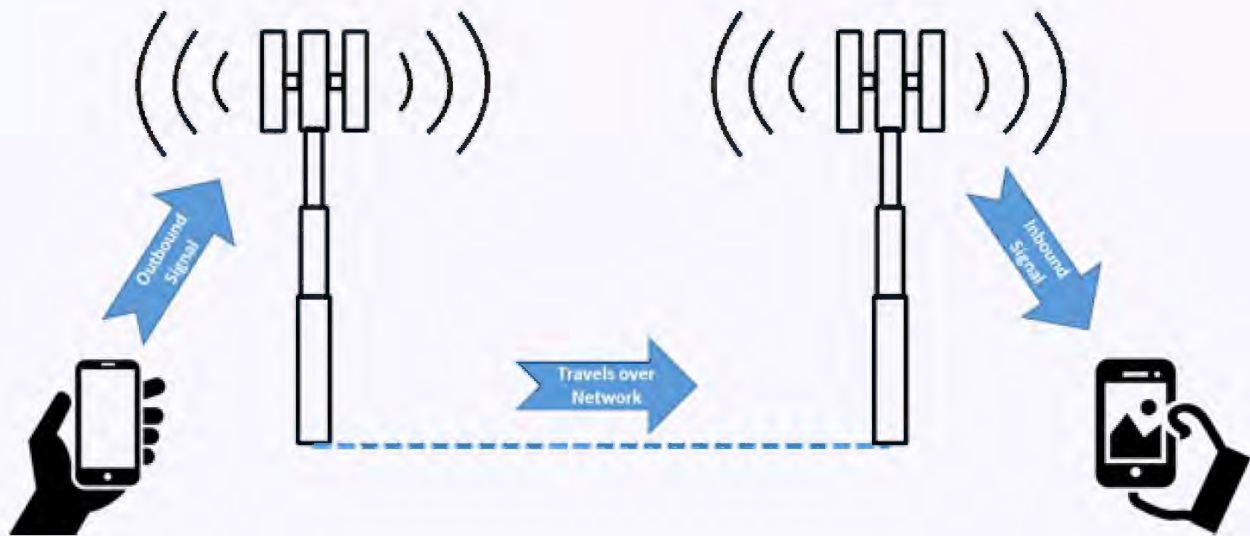 Outbound
Signal
Travels over
Network
Inbound
Signal